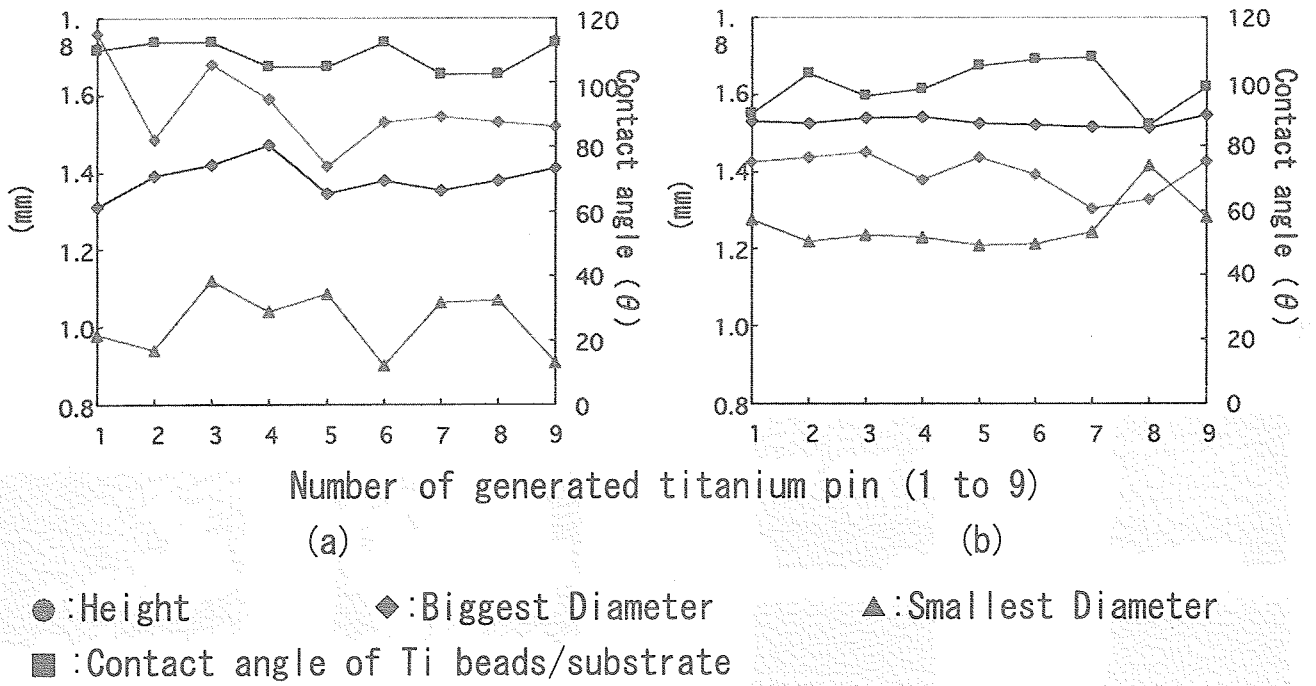 1.
8
1.6
1.4
1.2
1.0
0.8
(mm)
120
100
80
60
40
20
0
Contact angle (θ)
1 2 3 4 5 6 7 8 9
1.
8
1.6
1.4
1.2
1.0
0.8
(mm)
120
100
80
60
40
20
0
Contact angle (θ)
1 2 3 4 5 6 7 8 9
Number of generated titanium pin (1 to 9)
(a) (b)
:Height :Biggest Diameter :Smallest Diameter
:Contact angle of Ti beads/substrate